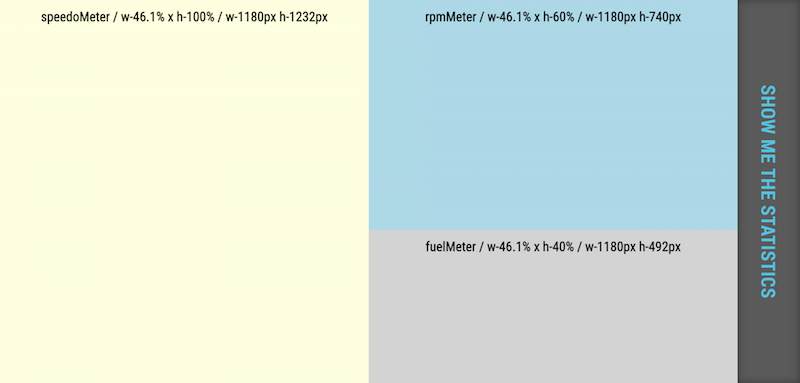 speedoMeter / w-46.1% x h-100% / w-1180px h-1232px
rpmMeter / w-46.1% x h-60% / w-1180px h-740px
fuelMeter / w-46.1% x h-40% / w-1180px h-492px
SHOW ME THE STATISTICS